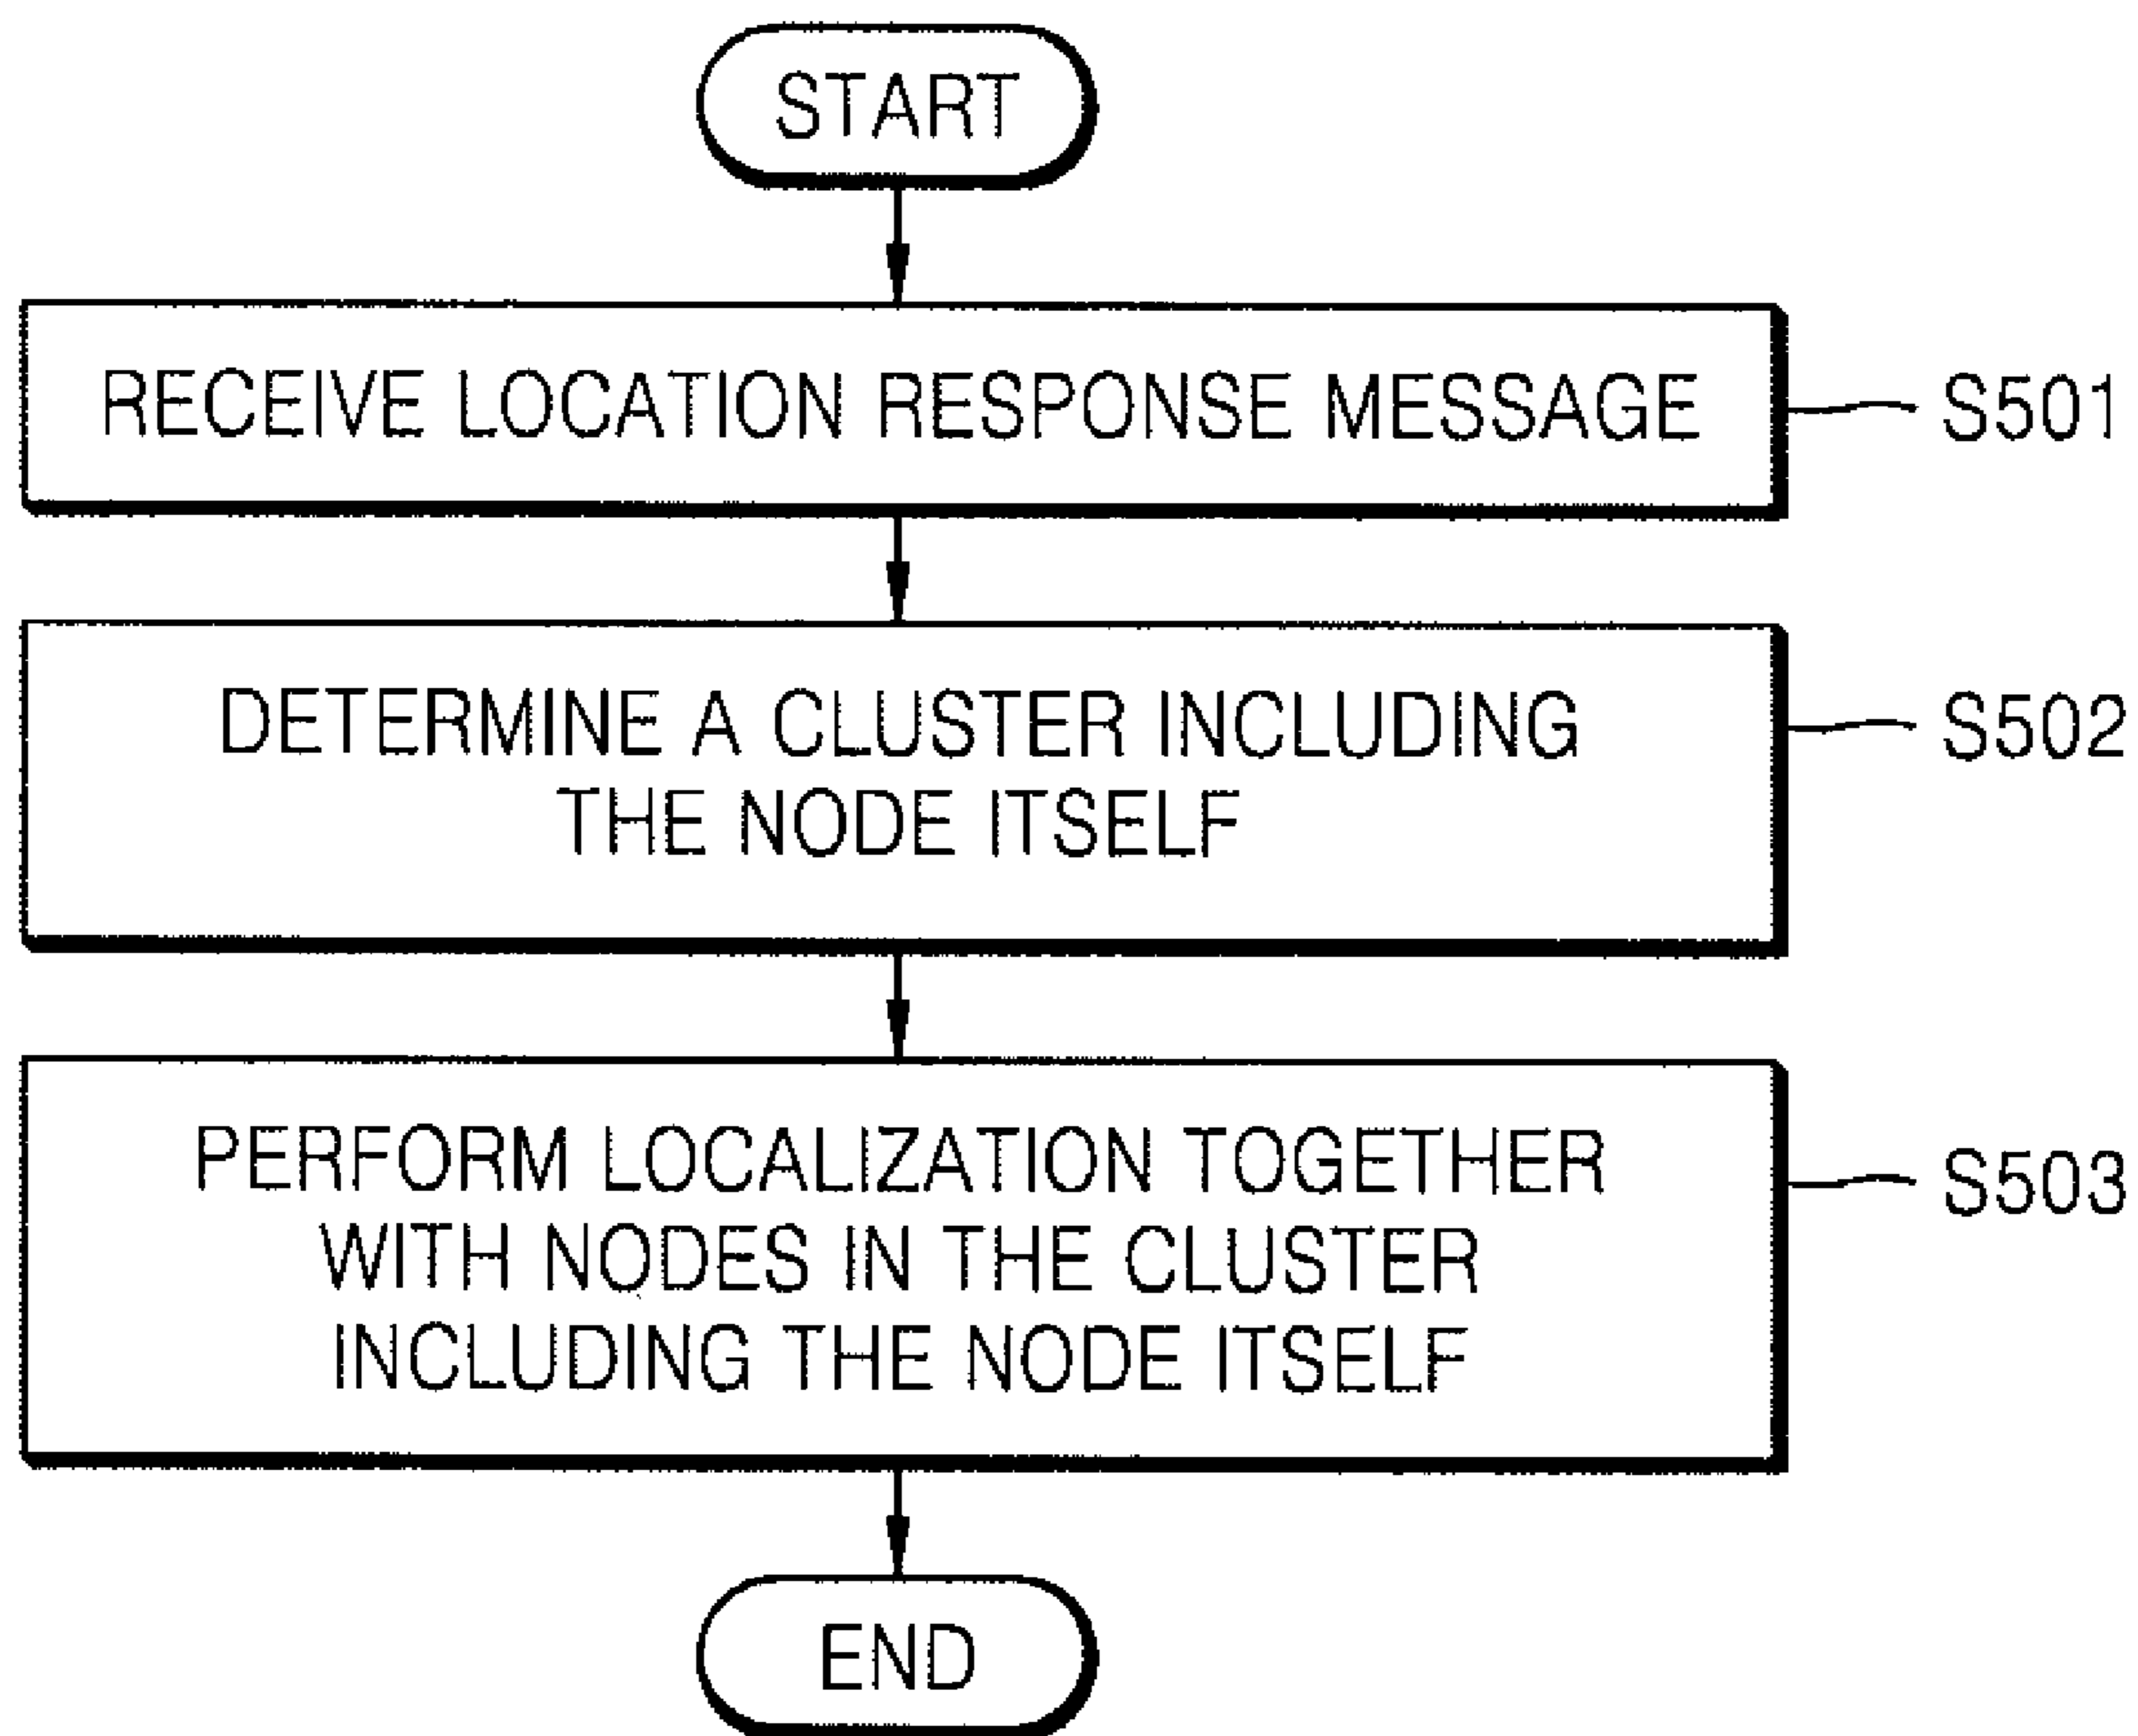 START
RECEIVE LOCATION RESPONSE MESSAGE
S501
DETERMINE A CLUSTER INCLUDING
THE NODE ITSELF
S502
PERFORM LOCALIZATION TOGETHER
WITH NODES IN THE CLUSTER
INCLUDING THE NODE ITSELF
S503
END